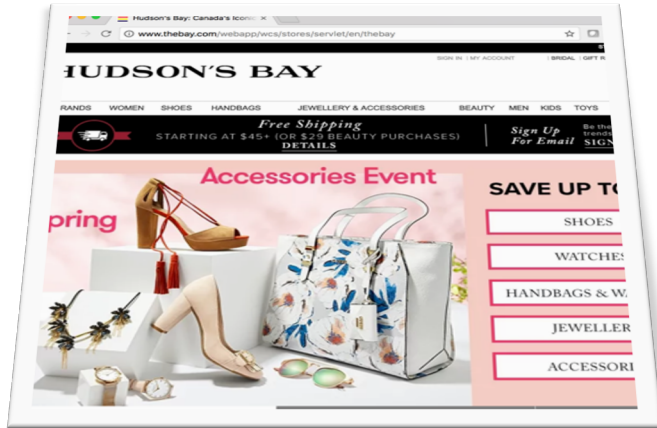 Hudson's Bay: Canada's Iconic
www.thebay.com/webapp/wcs/stores/servlet/en/thebay
SIGN IN | MY ACCOUNT | BRIDAL | GIFT R
HUDSON'S BAY
RANDS WOMEN SHOES HANDBAGS JEWELLERY & ACCESSORIES BEAUTY MEN KIDS TOYS
Free Shipping
STARTING AT $45+ (OR $29 BEAUTY PURCHASES)
DETAILS
Sign Up
For Email
Be the
trends
SIGN
Accessories Event
pring
SAVE UP TO
SHOES
WATCHES
HANDBAGS & W
JEWELLER
ACCESSORI